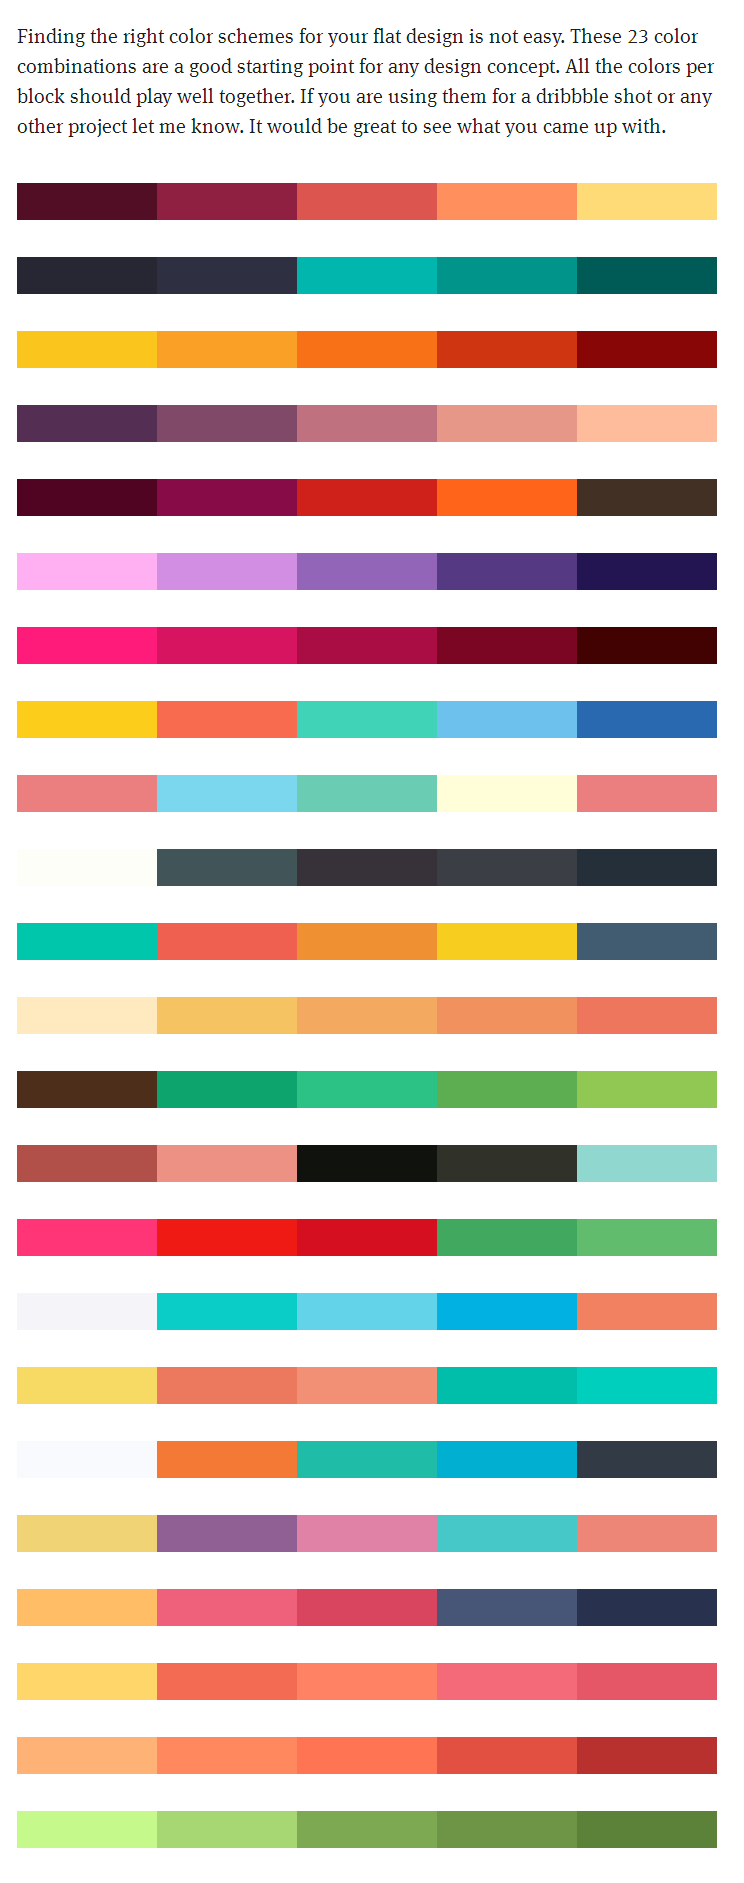 Finding the right color schemes for your flat design is not easy. These 23 color
combinations are a good starting point for any design concept. All the colors per
block should play well together. If you are using them for a dribbble shot or any
other project let me know. It would be great to see what you came up with.